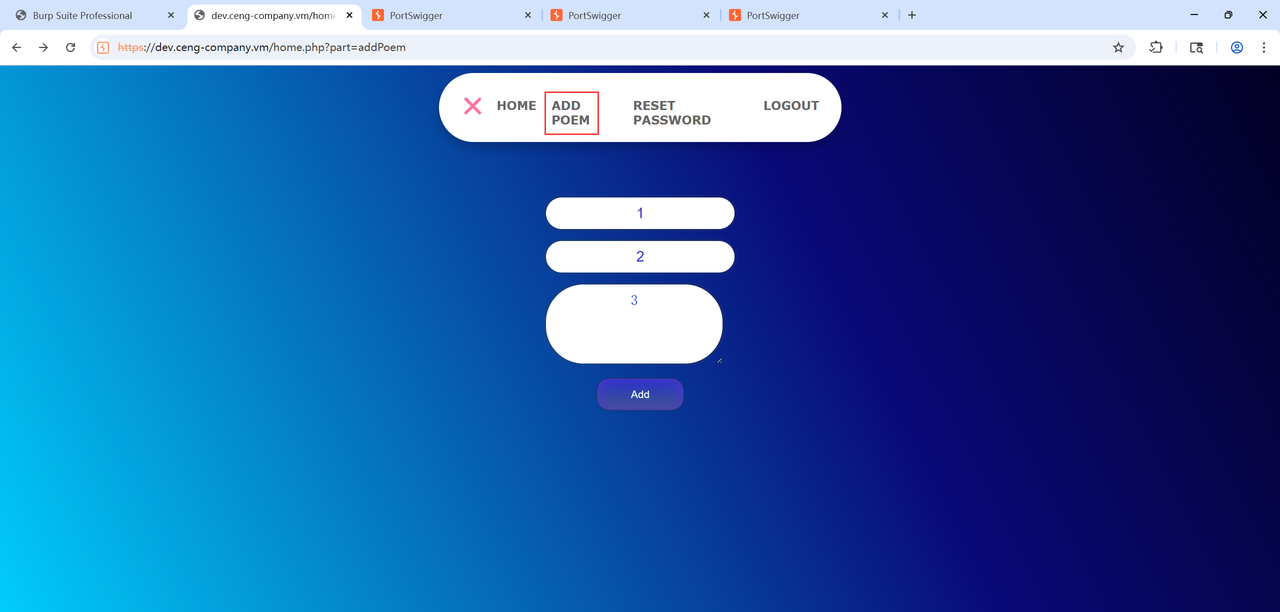 Burp Suite Professional
dev.ceng-company.vm/home
PortSwigger
PortSwigger
PortSwigger
https://dev.ceng-company.vm/home.php?part=addPoem
HOME
ADD
POEM
RESET
PASSWORD
LOGOUT
1
2
3
Add